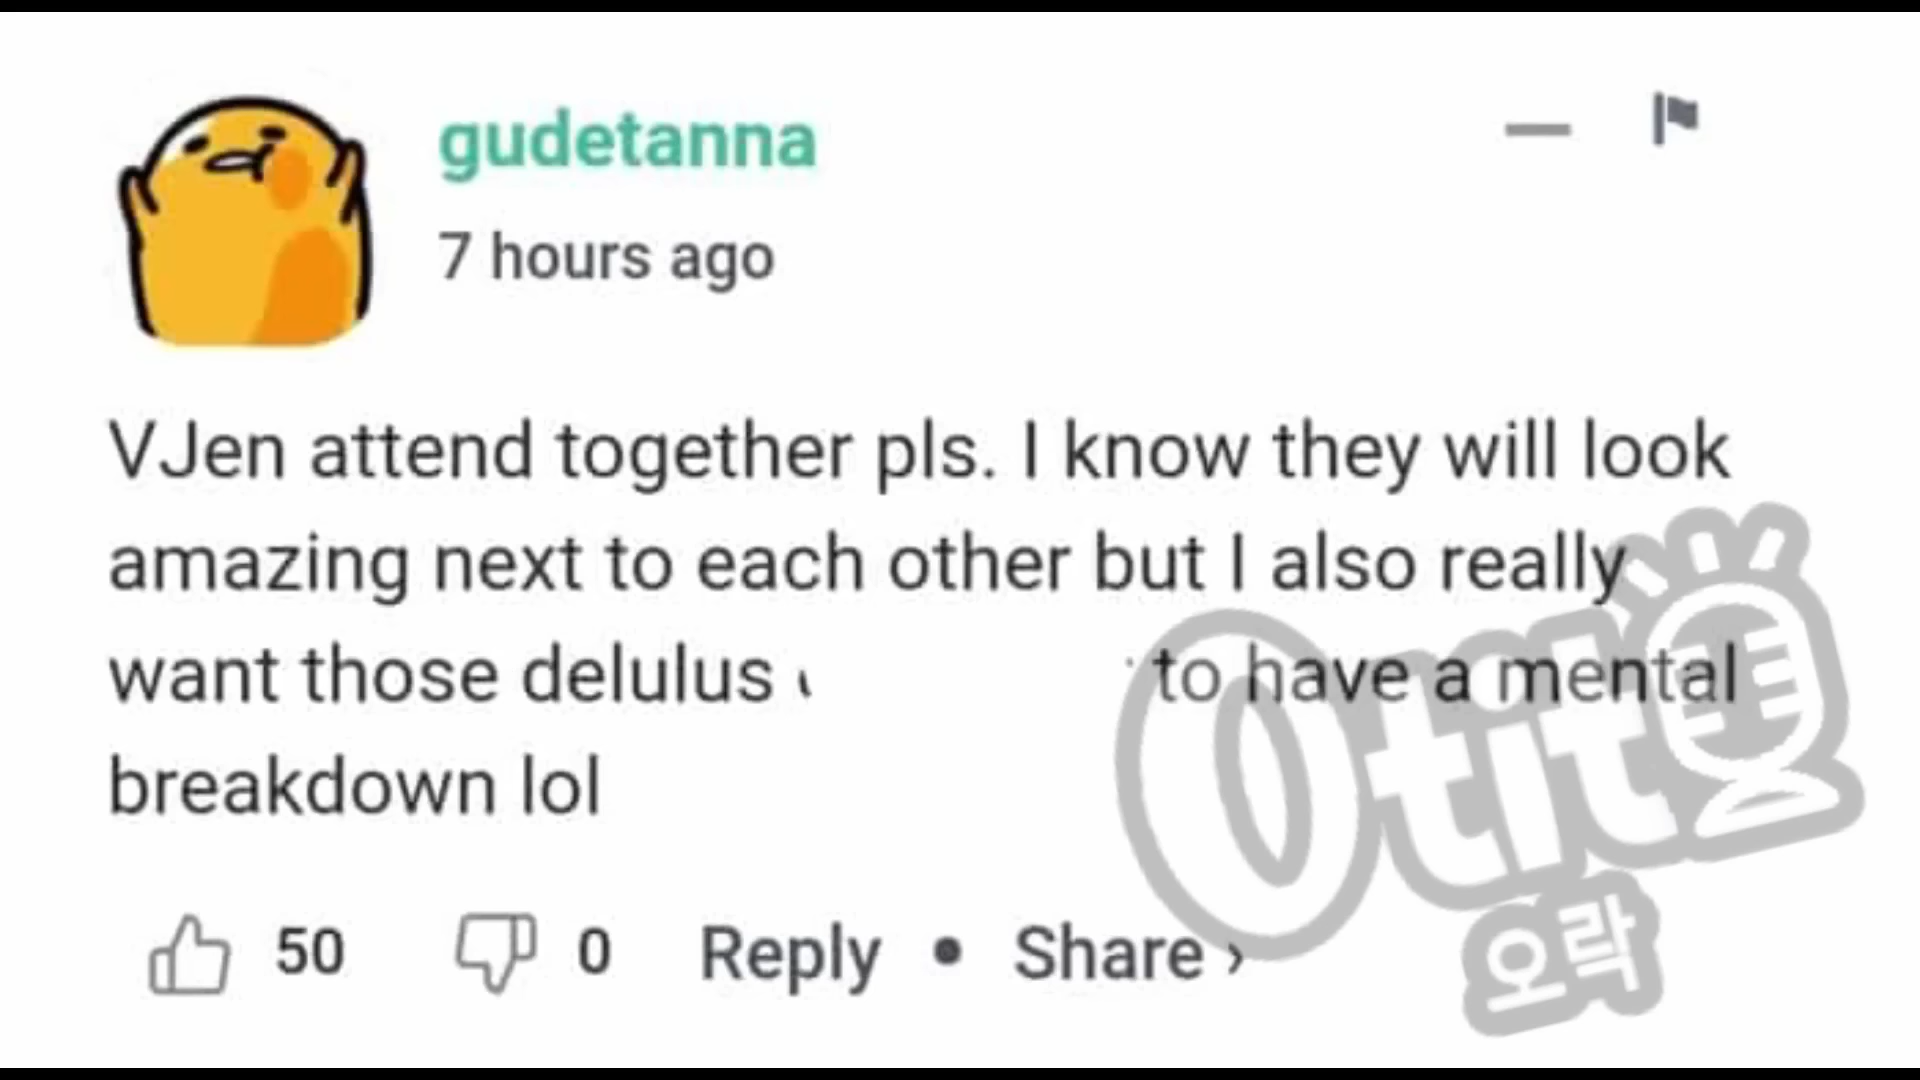 gudetanna
7 hours ago
VJen attend together pls. I know they will look
amazing next to each other but I also really
want those delulus to have a mental
breakdown lol
50 0 Reply • Share ›
Otit
오락